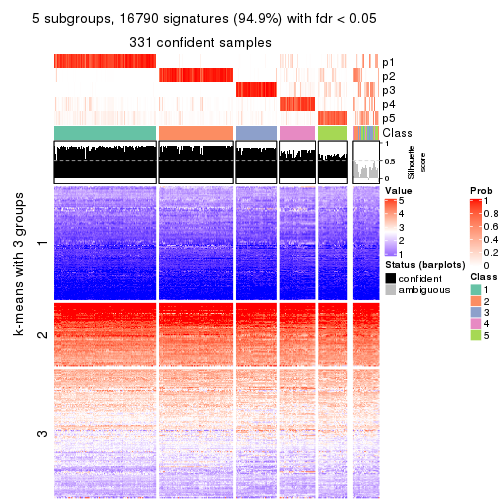 5 subgroups, 16790 signatures (94.9%) with fdr < 0.05
331 confident samples
p1
p2
p3
p4
p5
Class
1
0.5
0
Silhouette
score
k-means with 3 groups
1
2
3
Value
5
4
3
2
1
Status (barplots)
confident
ambiguous
Prob
1
0.8
0.6
0.4
0.2
0
Class
1
2
3
4
5